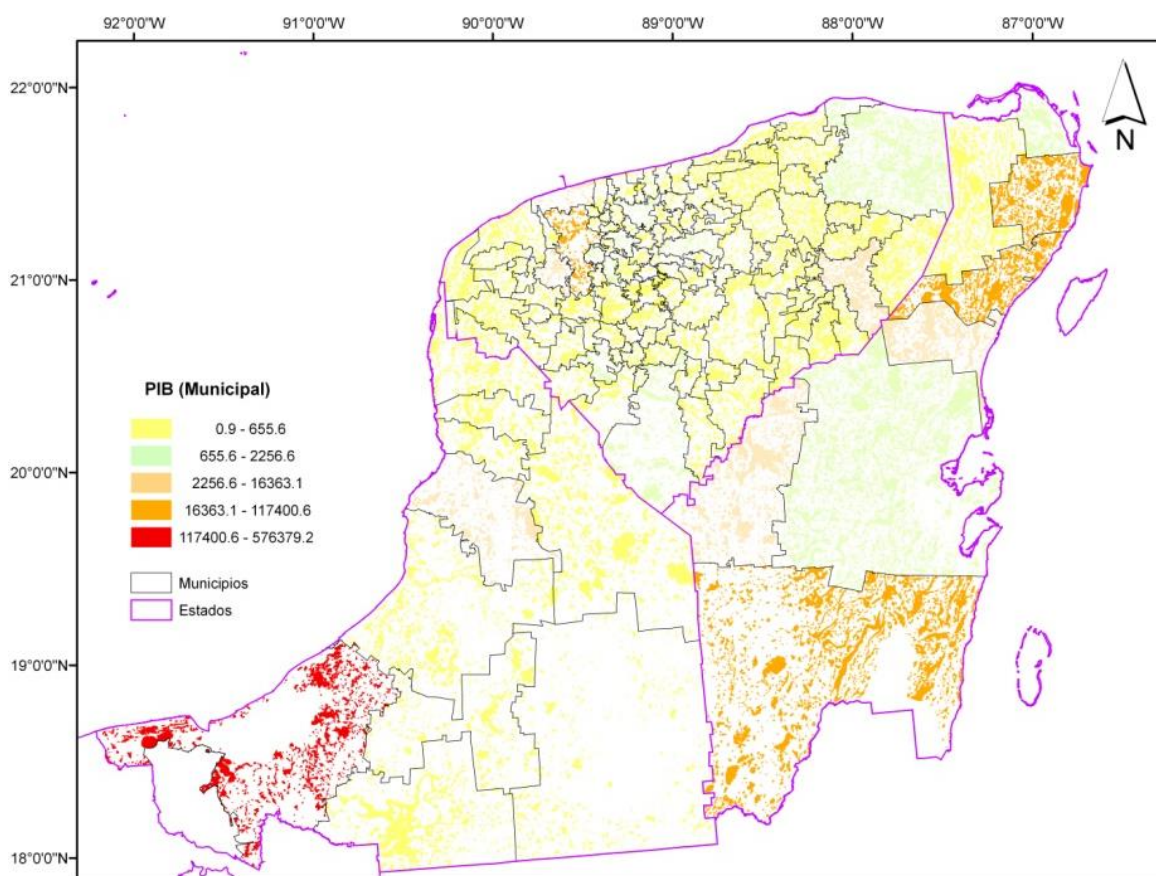 92°0'0"W 91°0'0"W 90°0'0"W 89°0'0"W 88°0'0"W 87°0'0"W
22°0'0"N
N
21°0'0"N
PIB (Municipal)
0.9 - 655.6
655.6 - 2256.6
20°0'0"N
2256.6 - 16363.1
16363.1 - 117400.6
117400.6 - 576379.2
Municipios
Estados
19°0'0"N
18°0'0"N